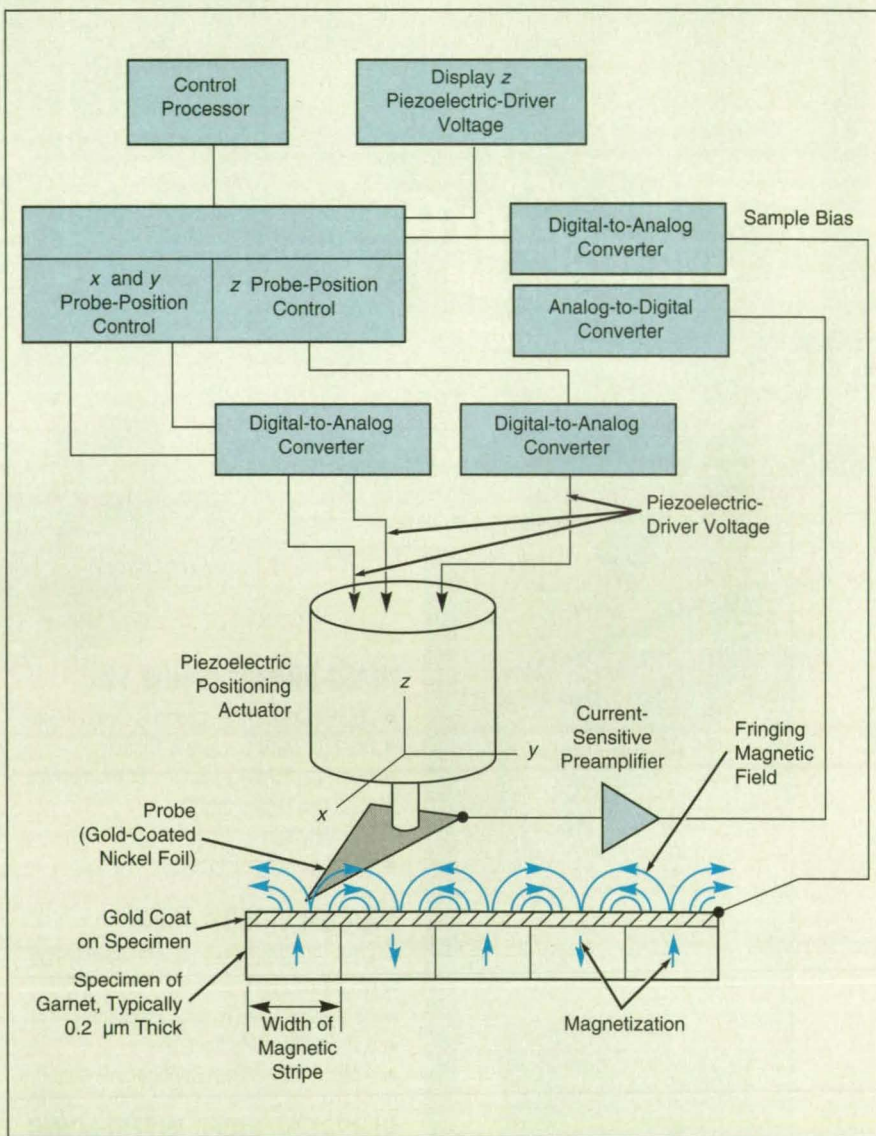 Control
Processor
Display z
Piezoelectric-Driver
Voltage
Digital-to-Analog
Converter
Sample Bias
x and y
Probe-Position
Control
z Probe-Position
Control
Analog-to-Digital
Converter
Digital-to-Analog
Converter
Digital-to-Analog
Converter
Piezoelectric-
Driver Voltage
Piezoelectric
Positioning
Actuator
z
y
x
Current-
Sensitive
Preamplifier
Fringing
Magnetic
Field
Probe
(Gold-Coated
Nickel Foil)
Gold Coat
on Specimen
Specimen of
Garnet, Typically
0.2 µm Thick
Width of
Magnetic
Stripe
Magnetization